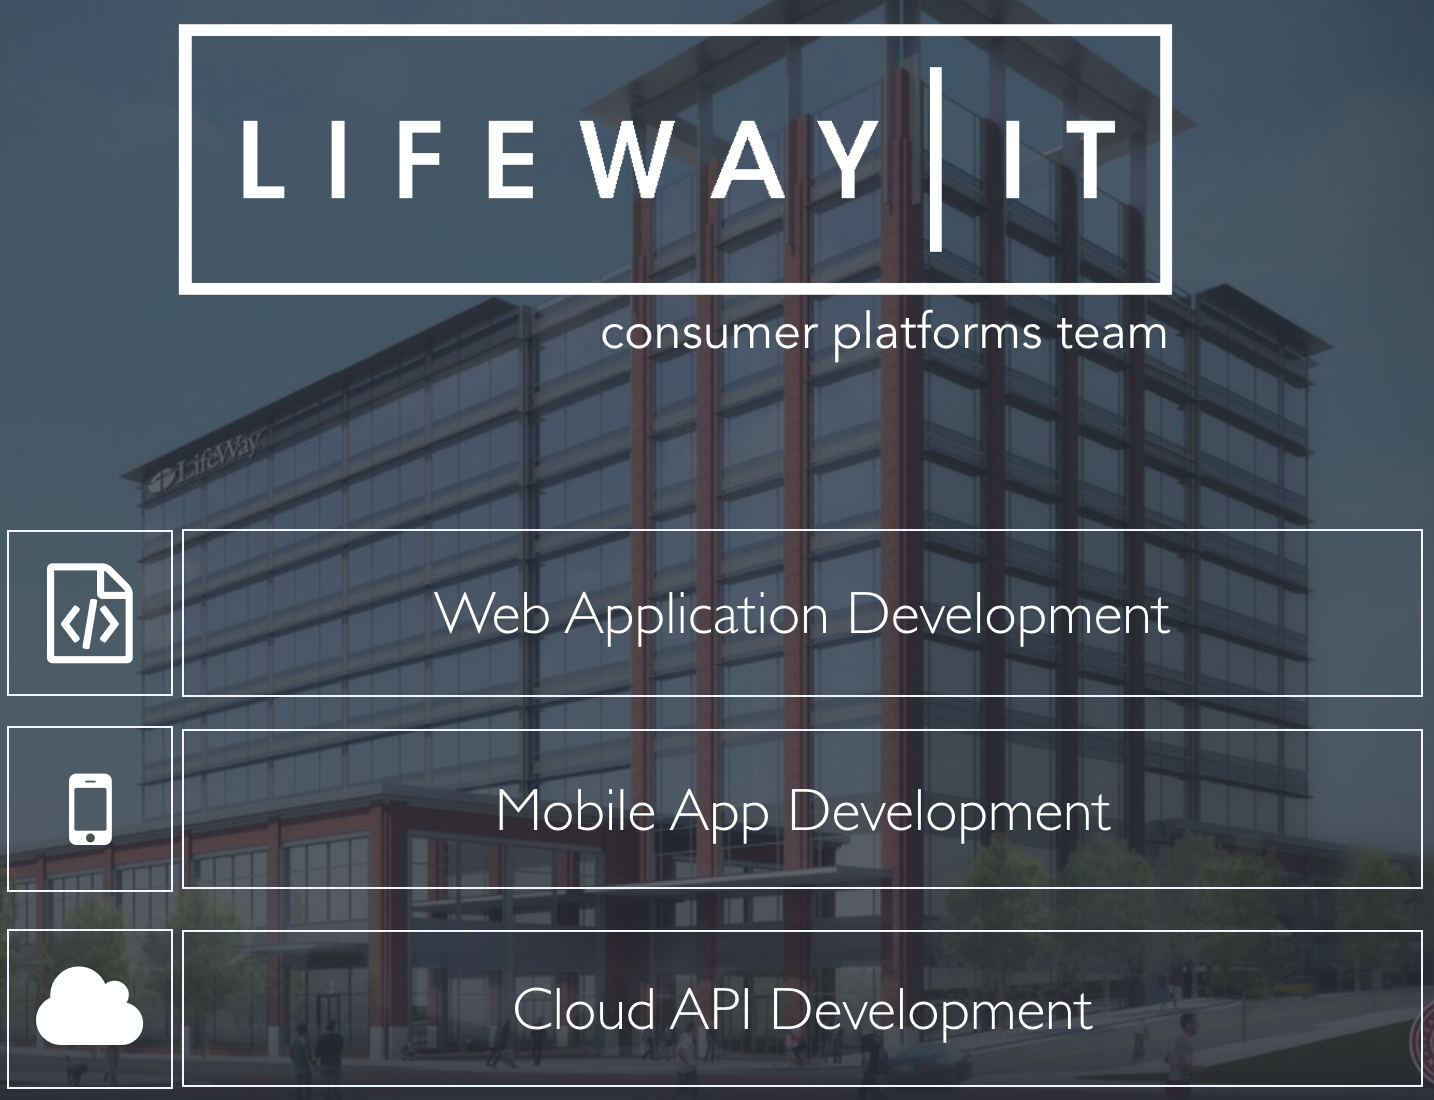 LIFEWAY|IT
consumer platforms team
LifeWay
Web Application Development
Mobile App Development
Cloud API Development